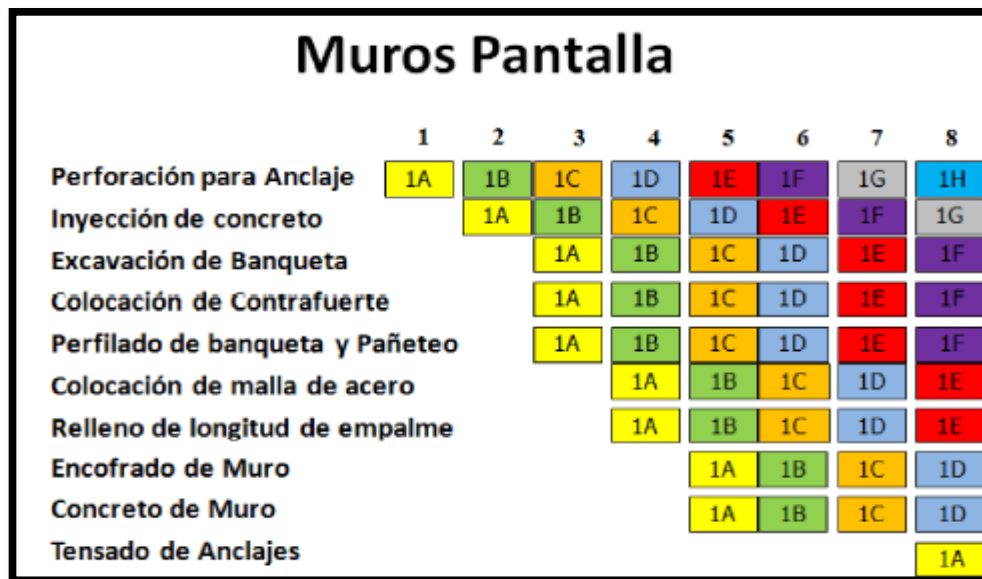 Muros Pantalla
1 2 3 4 5 6 7 8
Perforación para Anclaje 1A 1B 1C 1D 1E 1F 1G 1H
Inyección de concreto 1A 1B 1C 1D 1E 1F 1G
Excavación de Banqueta 1A 1B 1C 1D 1E 1F
Colocación de Contrafuerte 1A 1B 1C 1D 1E 1F
Perfilado de banqueta y Pañeteo 1A 1B 1C 1D 1E 1F
Colocación de malla de acero 1A 1B 1C 1D 1E
Relleno de longitud de empalme 1A 1B 1C 1D 1E
Encofrado de Muro 1A 1B 1C 1D
Concreto de Muro 1A 1B 1C 1D
Tensado de Anclajes 1A